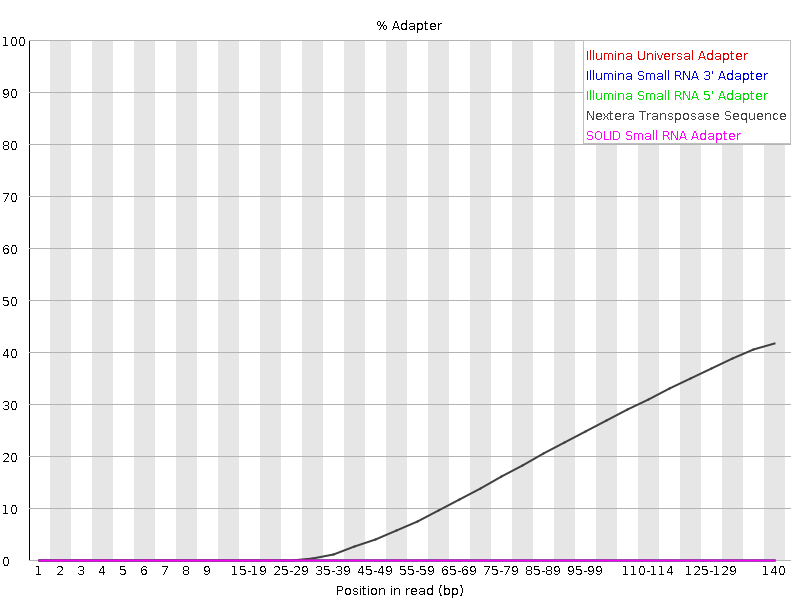 % Adapter
100
90
80
70
60
50
40
30
20
10
0
Illumina Universal Adapter
Illumina Small RNA 3' Adapter
Illumina Small RNA 5' Adapter
Nextera Transposase Sequence
SOLID Small RNA Adapter
1 2 3 4 5 6 7 8 9 15-19 25-29 35-39 45-49 55-59 65-69 75-79 85-89 95-99 110-114 125-129 140
Position in read (bp)